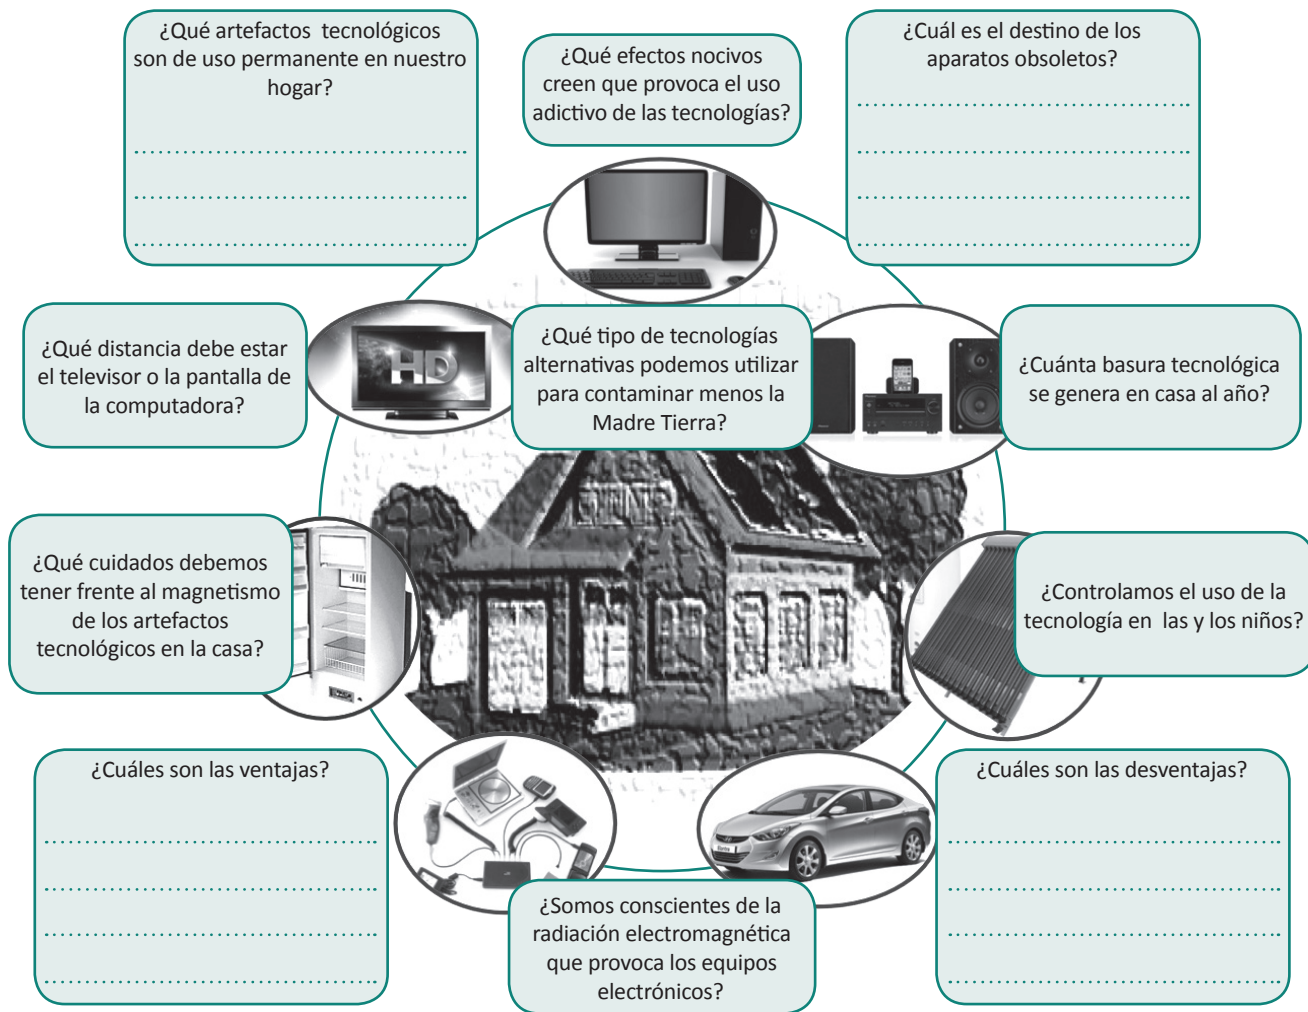 ¿Qué artefactos tecnológicos
son de uso permanente en nuestro
hogar?
¿Qué efectos nocivos
creen que provoca el uso
adictivo de las tecnologías?
¿Cuál es el destino de los
aparatos obsoletos?
¿Qué distancia debe estar
el televisor o la pantalla de
la computadora?
HD
¿Qué tipo de tecnologías
alternativas podemos utilizar
para contaminar menos la
Madre Tierra?
¿Cuánta basura tecnológica
se genera en casa al año?
¿Qué cuidados debemos
tener frente al magnetismo
de los artefactos
tecnológicos en la casa?
¿Controlamos el uso de la
tecnología en las y los niños?
¿Cuáles son las ventajas?
¿Somos conscientes de la
radiación electromagnética
que provoca los equipos
electrónicos?
¿Cuáles son las desventajas?